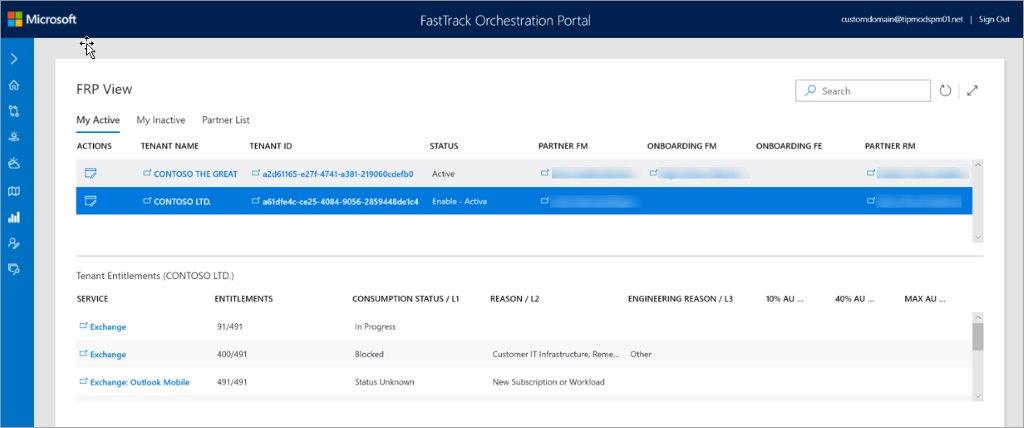 Microsoft FastTrack Orchestration Portal customdomain@tipmodspm01.net | Sign Out
FRP View
Search
My Active My Inactive Partner List
ACTIONS TENANT NAME TENANT ID STATUS PARTNER FM ONBOARDING FM ONBOARDING FE PARTNER RM
CONTOSO THE GREAT a2d61165-e27f-4741-a381-219060cdefb0 Active
CONTOSO LTD. a61dfe4c-ce25-4084-9056-2859448de1c4 Enable - Active
Tenant Entitlements (CONTOSO LTD.)
SERVICE ENTITLEMENTS CONSUMPTION STATUS / L1 REASON / L2 ENGINEERING REASON / L3 10% AU ... 40% AU ... MAX AU ...
Exchange 91/491 In Progress
Exchange 400/491 Blocked Customer IT Infrastructure, Reme... Other
Exchange: Outlook Mobile 491/491 Status Unknown New Subscription or Workload